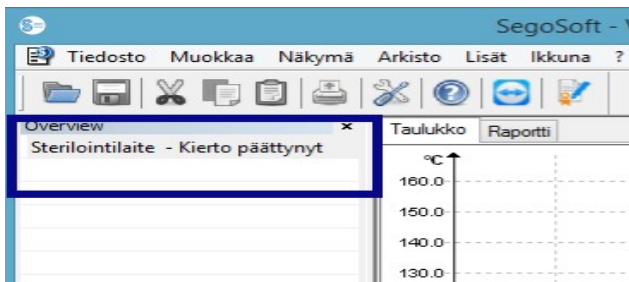 SegoSoft -
Tiedosto Muokkaa Näkymä Arkisto Lisät Ikkuna ?
Overview x
Sterilointilaite - Kierto päättynyt
Taulukko Raportti
°C
160.0
150.0
140.0
130.0